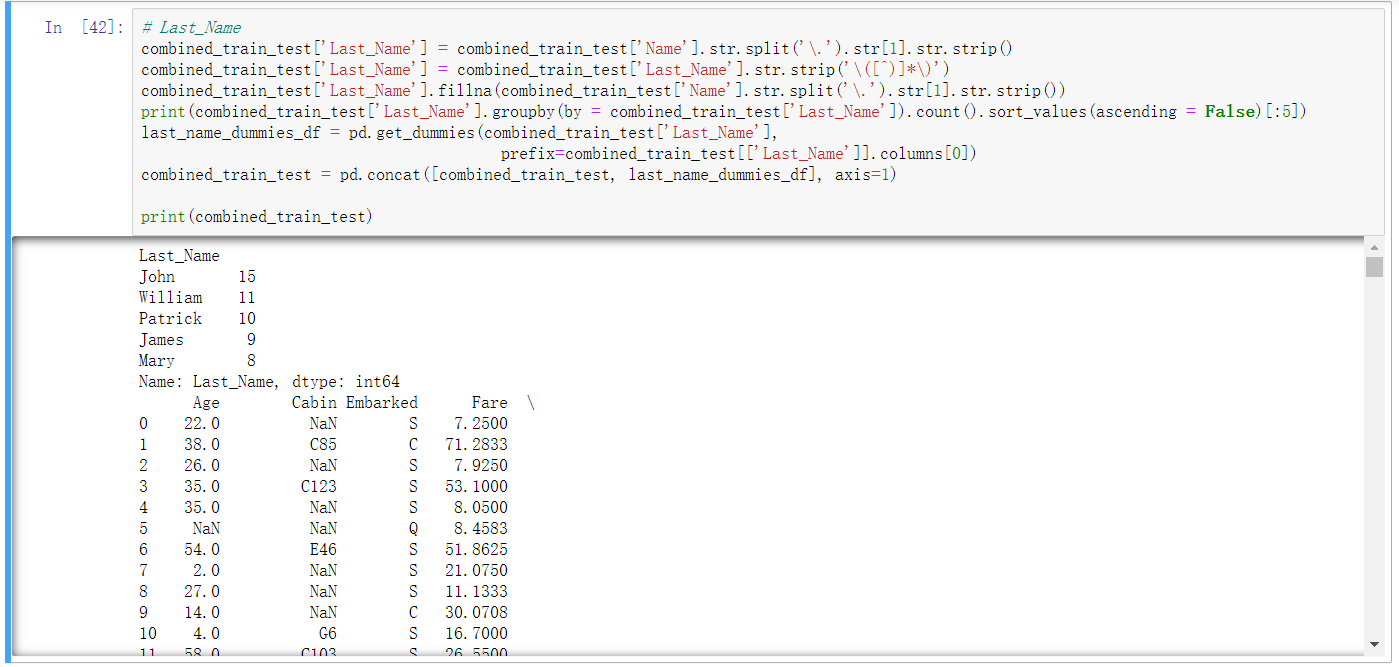 In [42]:
# Last_Name
combined_train_test['Last_Name'] = combined_train_test['Name'].str.split('\.').str[1].str.strip()
combined_train_test['Last_Name'] = combined_train_test['Last_Name'].str.strip('\([^)]*\)')
combined_train_test['Last_Name'].fillna(combined_train_test['Name'].str.split('\.').str[1].str.strip())
print(combined_train_test['Last_Name'].groupby(by = combined_train_test['Last_Name']).count().sort_values(ascending = False)[:5])
last_name_dummies_df = pd.get_dummies(combined_train_test['Last_Name'],
prefix=combined_train_test[['Last_Name']].columns[0])
combined_train_test = pd.concat([combined_train_test, last_name_dummies_df], axis=1)
print(combined_train_test)
Last_Name
John 15
William 11
Patrick 10
James 9
Mary 8
Name: Last_Name, dtype: int64
Age Cabin Embarked Fare \
0 22.0 NaN S 7.2500
1 38.0 C85 C 71.2833
2 26.0 NaN S 7.9250
3 35.0 C123 S 53.1000
4 35.0 NaN S 8.0500
5 NaN NaN Q 8.4583
6 54.0 E46 S 51.8625
7 2.0 NaN S 21.0750
8 27.0 NaN S 11.1333
9 14.0 NaN C 30.0708
10 4.0 G6 S 16.7000
11 58.0 C103 S 26.5500